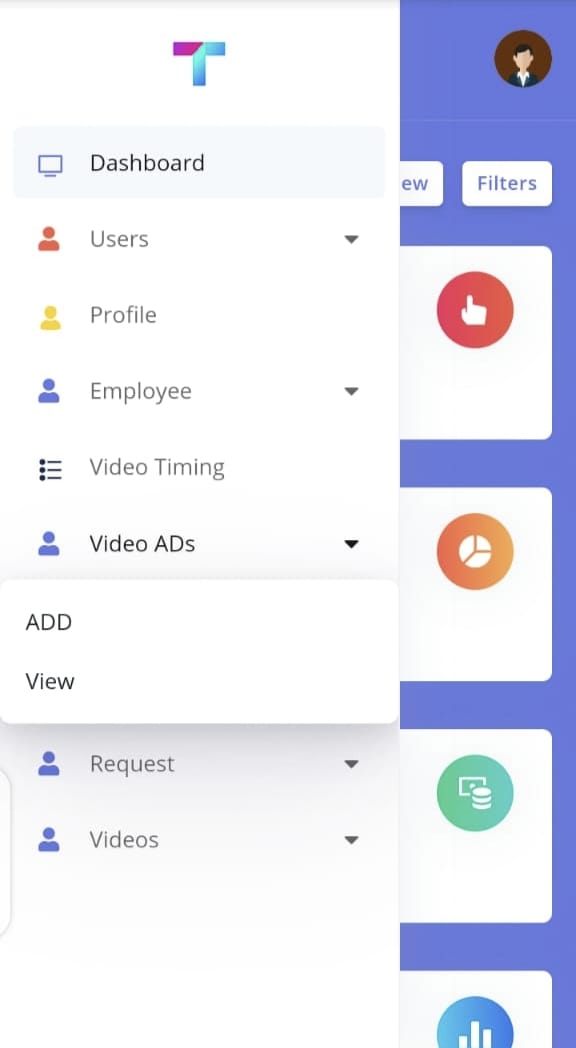 Dashboard
Users
Profile
Employee
Video Timing
Video ADs
ADD
View
Request
Videos
ew
Filters